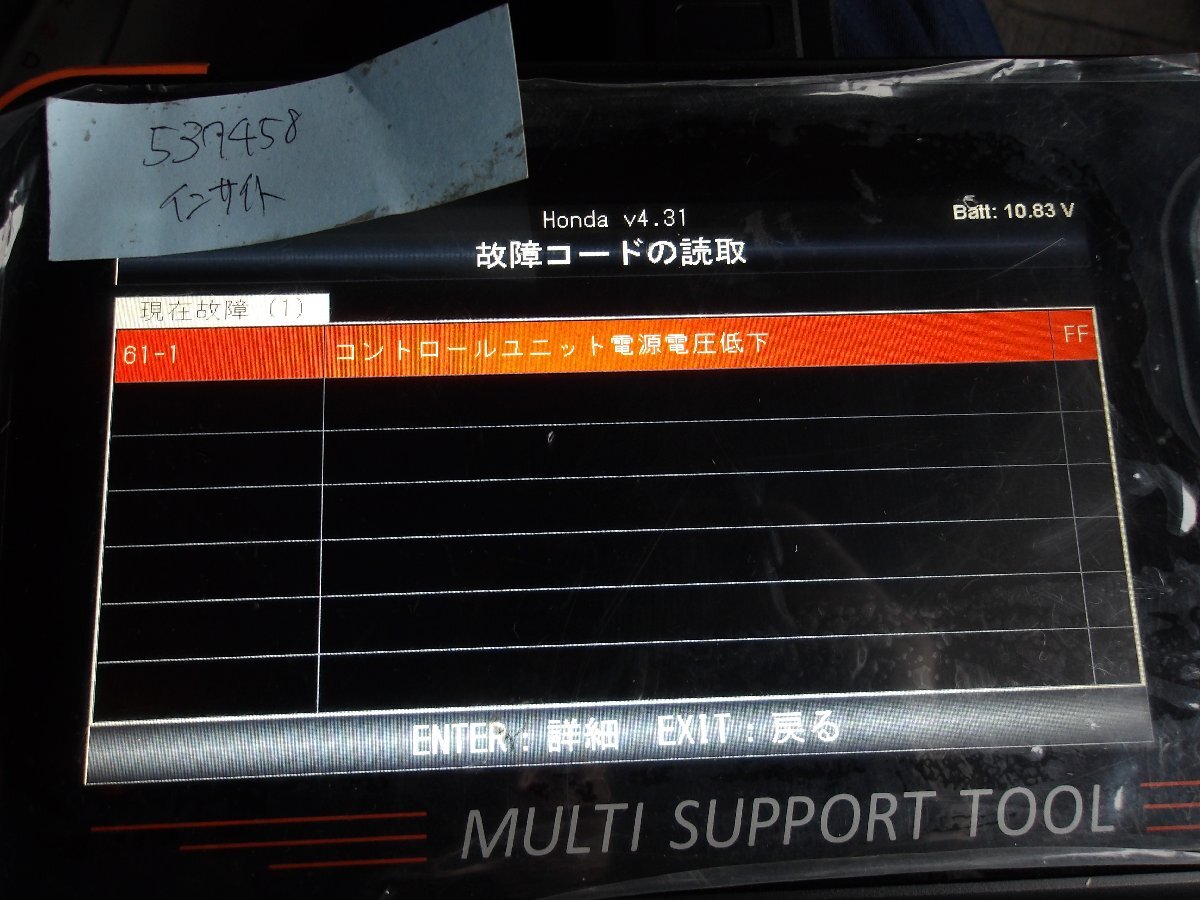 537458
インサイト
Honda v4.31
Batt: 10.83 V
故障コードの読取
現在故障 (1)
61-1 コントロールユニット電源電圧低下 FF
ENTER:詳細 EXIT:戻る
MULTI SUPPORT TOOL